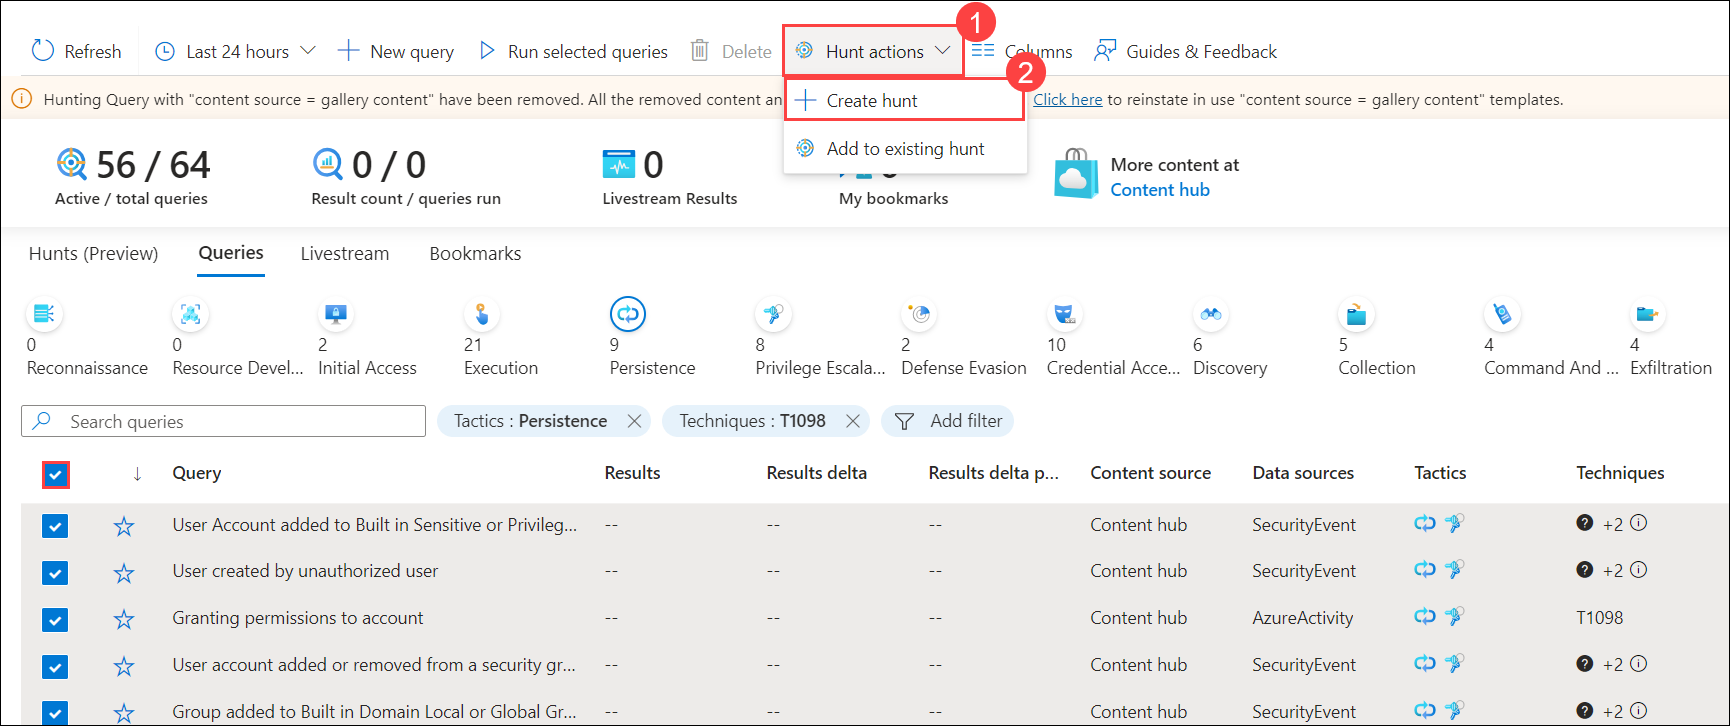 1
Refresh Last 24 hours New query Run selected queries Delete Hunt actions Columns Guides & Feedback
2
Hunting Query with "content source = gallery content" have been removed. All the removed content an Create hunt Click here to reinstate in use "content source = gallery content" templates.
Add to existing hunt
56 / 64 0 / 0 0
Active / total queries Result count / queries run Livestream Results My bookmarks
More content at
Content hub
Hunts (Preview) Queries Livestream Bookmarks
0 0 2 21 9 8 2 10 6 5 4 4
Reconnaissance Resource Devel... Initial Access Execution Persistence Privilege Escala... Defense Evasion Credential Acce... Discovery Collection Command And ... Exfiltration
Search queries Tactics : Persistence Techniques : T1098 Add filter
Query Results Results delta Results delta p... Content source Data sources Tactics Techniques
User Account added to Built in Sensitive or Privileg... -- -- -- Content hub SecurityEvent ? +2
User created by unauthorized user -- -- -- Content hub SecurityEvent ? +2
Granting permissions to account -- -- -- Content hub AzureActivity T1098
User account added or removed from a security gr... -- -- -- Content hub SecurityEvent ? +2
Group added to Built in Domain Local or Global Gr... -- -- -- Content hub SecurityEvent ? +2